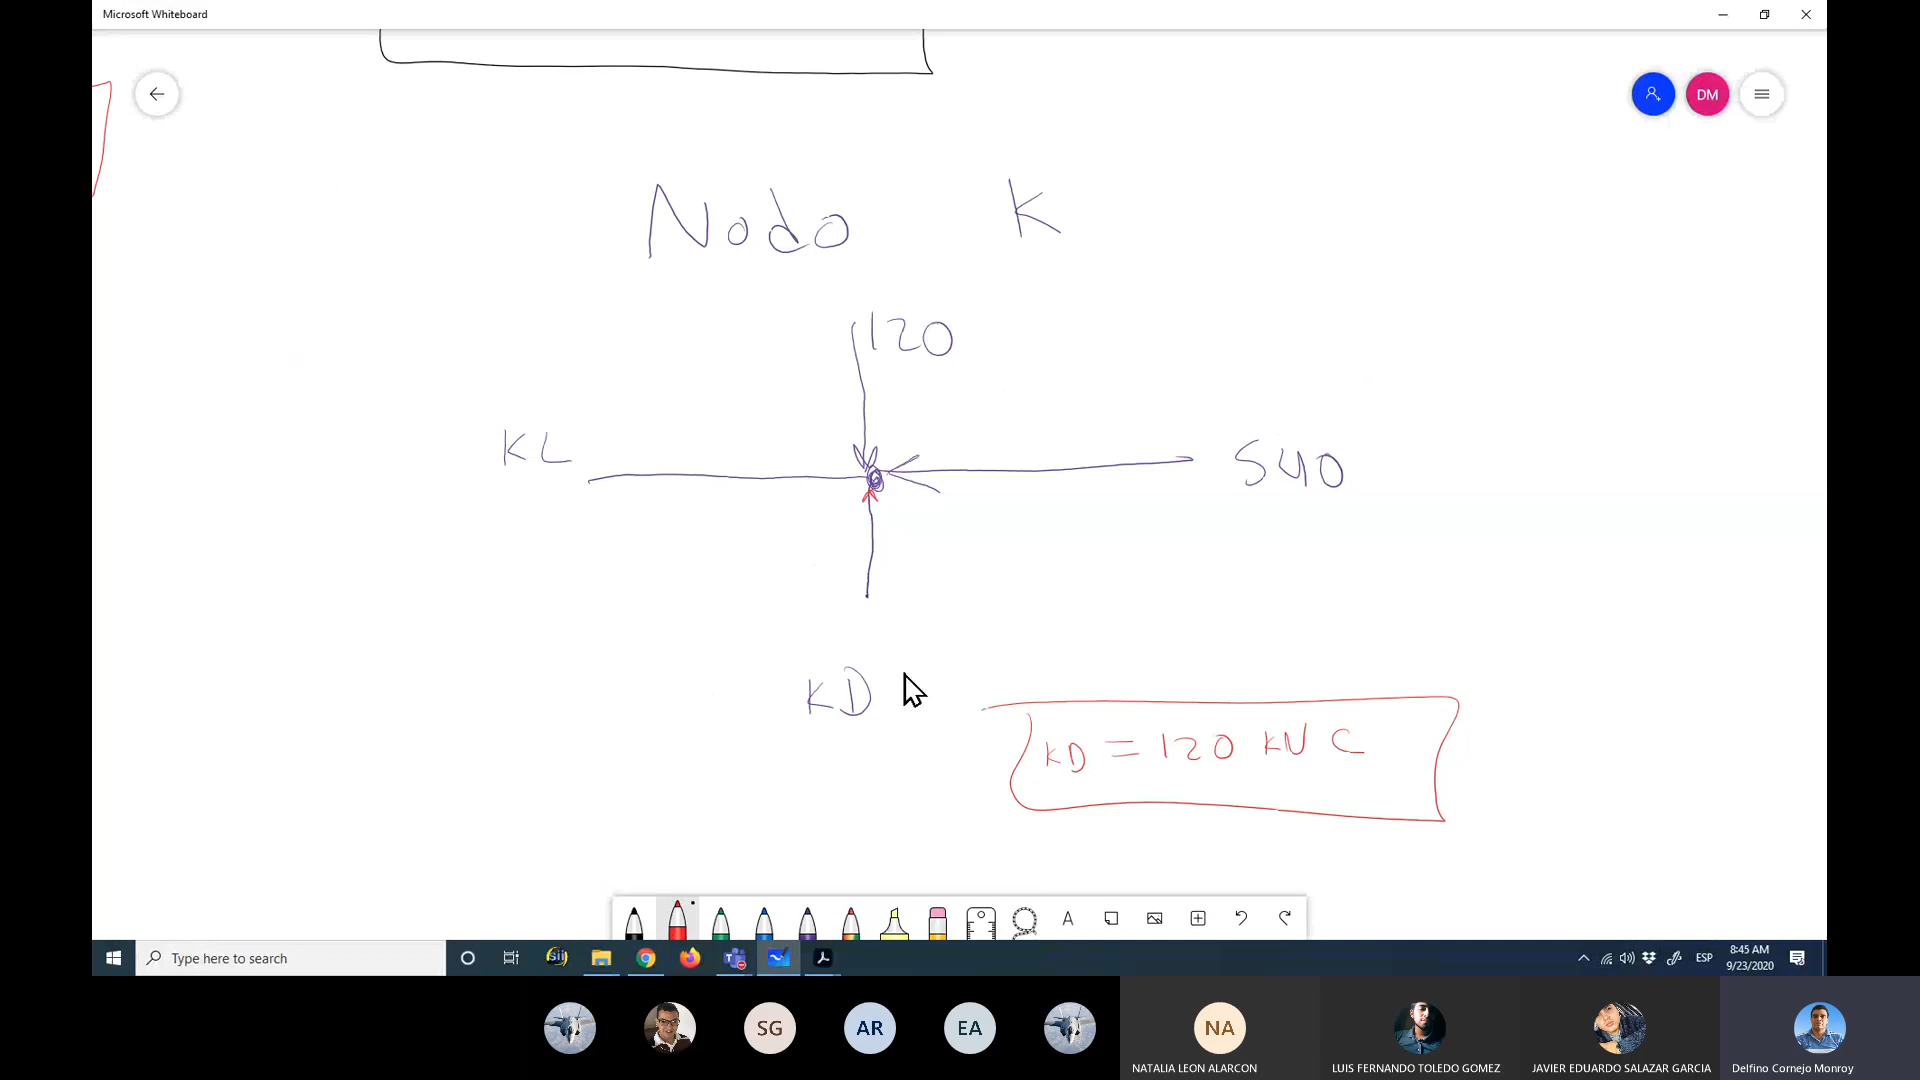 Microsoft Whiteboard
DM
Nodo K
120
KL
540
KD
KD = 120 KN C
A
Type here to search
sii
ESP
8:45 AM
9/23/2020
SG
AR
EA
NA
NATALIA LEON ALARCON
LUIS FERNANDO TOLEDO GOMEZ
JAVIER EDUARDO SALAZAR GARCIA
Delfino Cornejo Monroy